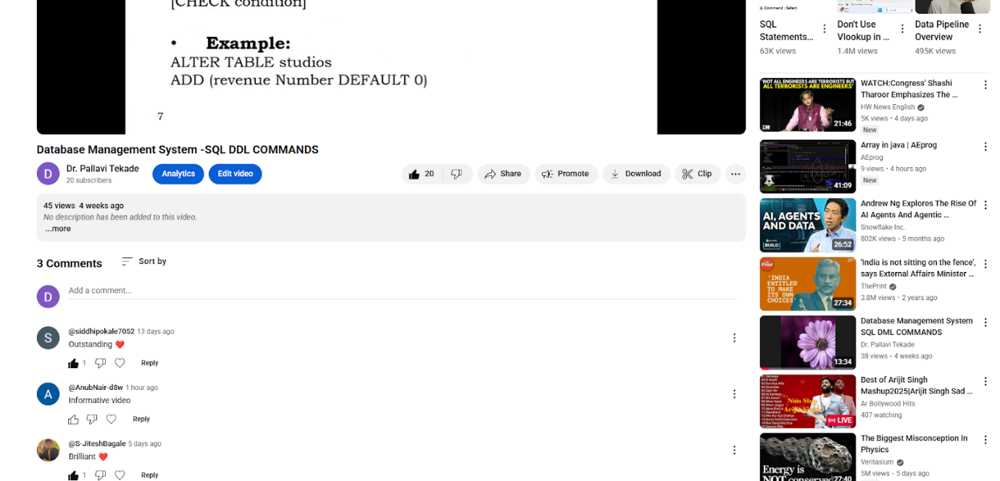 [CHECK condition]
• Example:
ALTER TABLE studios
ADD (revenue Number DEFAULT 0)
7
Database Management System -SQL DDL COMMANDS
D
Dr. Pallavi Tekade
20 subscribers
Analytics
Edit video
20
Share
Promote
Download
Clip
45 views 4 weeks ago
No description has been added to this video.
...more
3 Comments
Sort by
D
Add a comment...
S
@siddhipokale7052 13 days ago
Outstanding ❤️
1
Reply
A
@AnubNair-d8w 1 hour ago
Informative video
Reply
@S-JiteshBagale 5 days ago
Brilliant ❤️
1
Reply
Command : Select
SQL
Statements...
63K views
Don't Use
Vlookup in ...
1.4M views
Data Pipeline
Overview
495K views
'NOT ALL ENGINEERS ARE TERRORISTS BUT
ALL TERRORISTS ARE ENGINEERS'
HW
21:46
WATCH:Congress' Shashi
Tharoor Emphasizes The ...
HW News English
5K views • 4 days ago
New
41:09
Array in java | AEprog
AEprog
9 views • 4 hours ago
New
AI, AGENTS
AND DATA
BUILD
26:52
Andrew Ng Explores The Rise Of
AI Agents And Agentic ...
Snowflake Inc.
802K views • 5 months ago
ThePrint
'INDIA
ENTITLED
TO MAKE
ITS OWN
CHOICES'
27:34
'India is not sitting on the fence',
says External Affairs Minister ...
ThePrint
3.8M views • 2 years ago
13:34
Database Management System
SQL DML COMMANDS
Dr. Pallavi Tekade
38 views • 4 weeks ago
Non Stop
LIVE
Best of Arijit Singh
Mashup2025|Arijit Singh Sad ...
Ar Bollywood Hits
407 watching
Energy is
NOT conserved
27:40
The Biggest Misconception In
Physics
Veritasium
5M views • 5 days ago